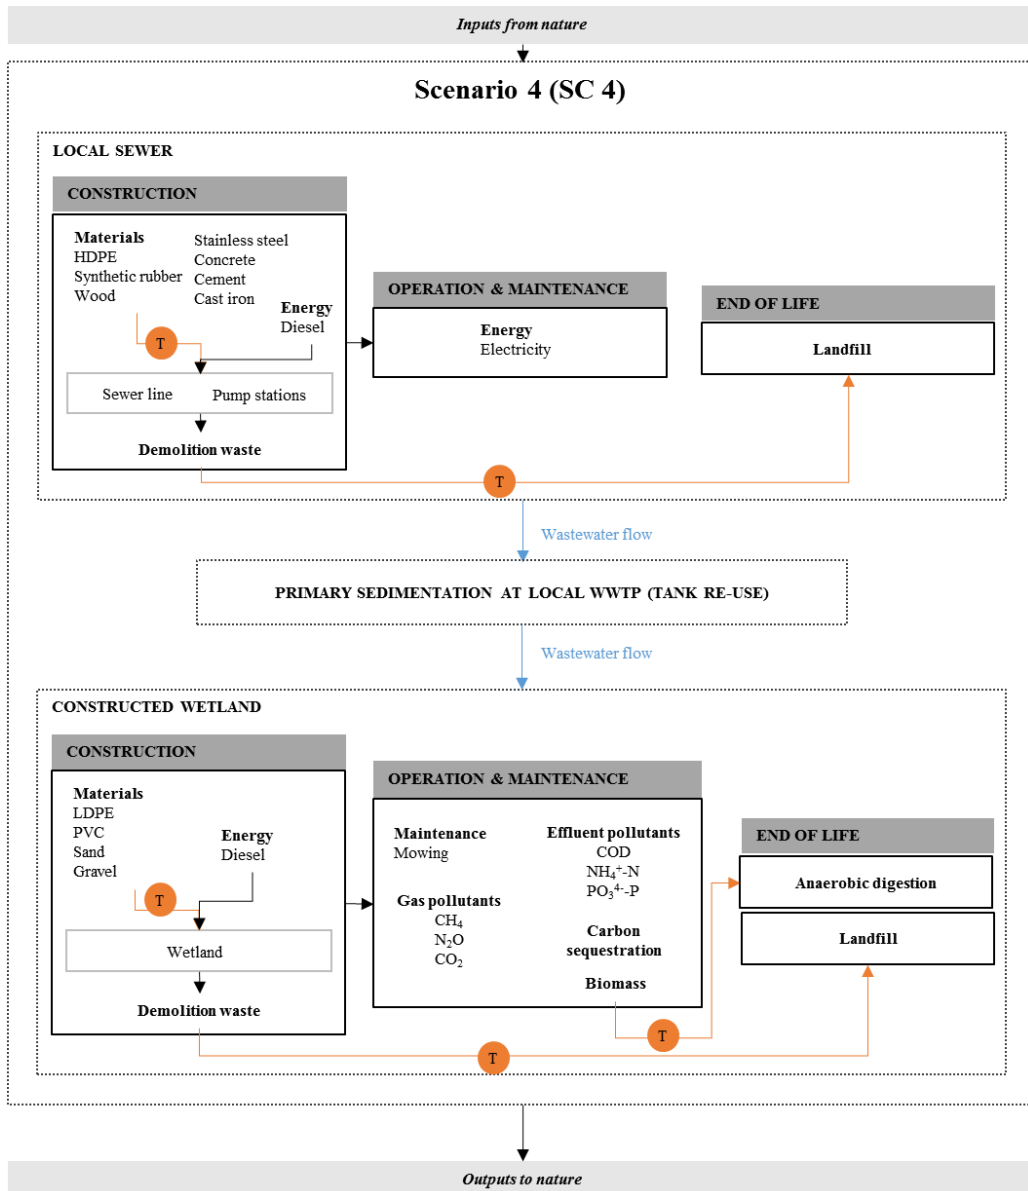 Inputs from nature
Scenario 4 (SC 4)
LOCAL SEWER
CONSTRUCTION
Materials
HDPE
Synthetic rubber
Wood
Stainless steel
Concrete
Cement
Cast iron
Energy
Diesel
T
Sewer line
Pump stations
Demolition waste
OPERATION & MAINTENANCE
Energy
Electricity
END OF LIFE
Landfill
T
Wastewater flow
PRIMARY SEDIMENTATION AT LOCAL WWTP (TANK RE-USE)
Wastewater flow
CONSTRUCTED WETLAND
CONSTRUCTION
Materials
LDPE
PVC
Sand
Gravel
Energy
Diesel
T
Wetland
Demolition waste
OPERATION & MAINTENANCE
Maintenance
Mowing
Gas pollutants
CH₄
N₂O
CO₂
Effluent pollutants
COD
NH₄⁺-N
PO₃⁴⁻-P
Carbon
sequestration
Biomass
T
END OF LIFE
Anaerobic digestion
Landfill
T
Outputs to nature